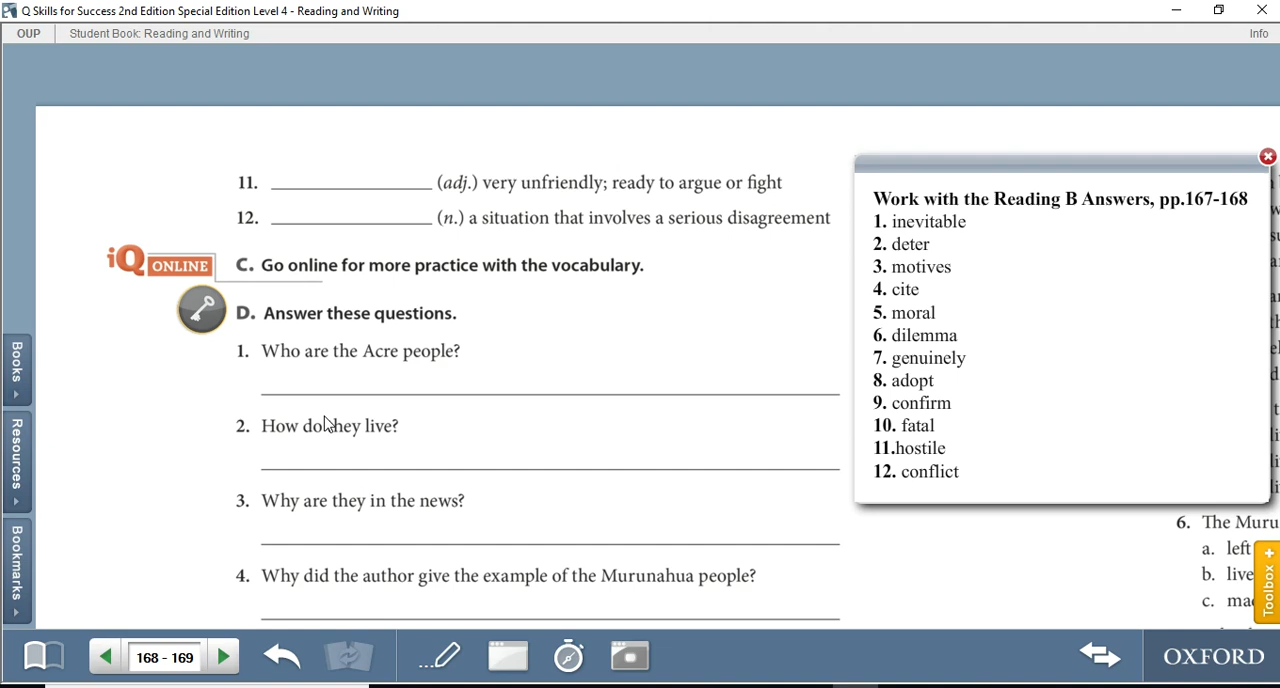 Q Skills for Success 2nd Edition Special Edition Level 4 - Reading and Writing
OUP
Student Book: Reading and Writing
Info
11. ________________ (adj.) very unfriendly; ready to argue or fight
12. ________________ (n.) a situation that involves a serious disagreement
iQ ONLINE
C. Go online for more practice with the vocabulary.
D. Answer these questions.
1. Who are the Acre people?
2. How do they live?
3. Why are they in the news?
4. Why did the author give the example of the Murunahua people?
Work with the Reading B Answers, pp.167-168
1. inevitable
2. deter
3. motives
4. cite
5. moral
6. dilemma
7. genuinely
8. adopt
9. confirm
10. fatal
11.hostile
12. conflict
6. The Muru
a. left
b. live
c. ma
Books
Resources
Bookmarks
Toolbox +
168 - 169
OXFORD